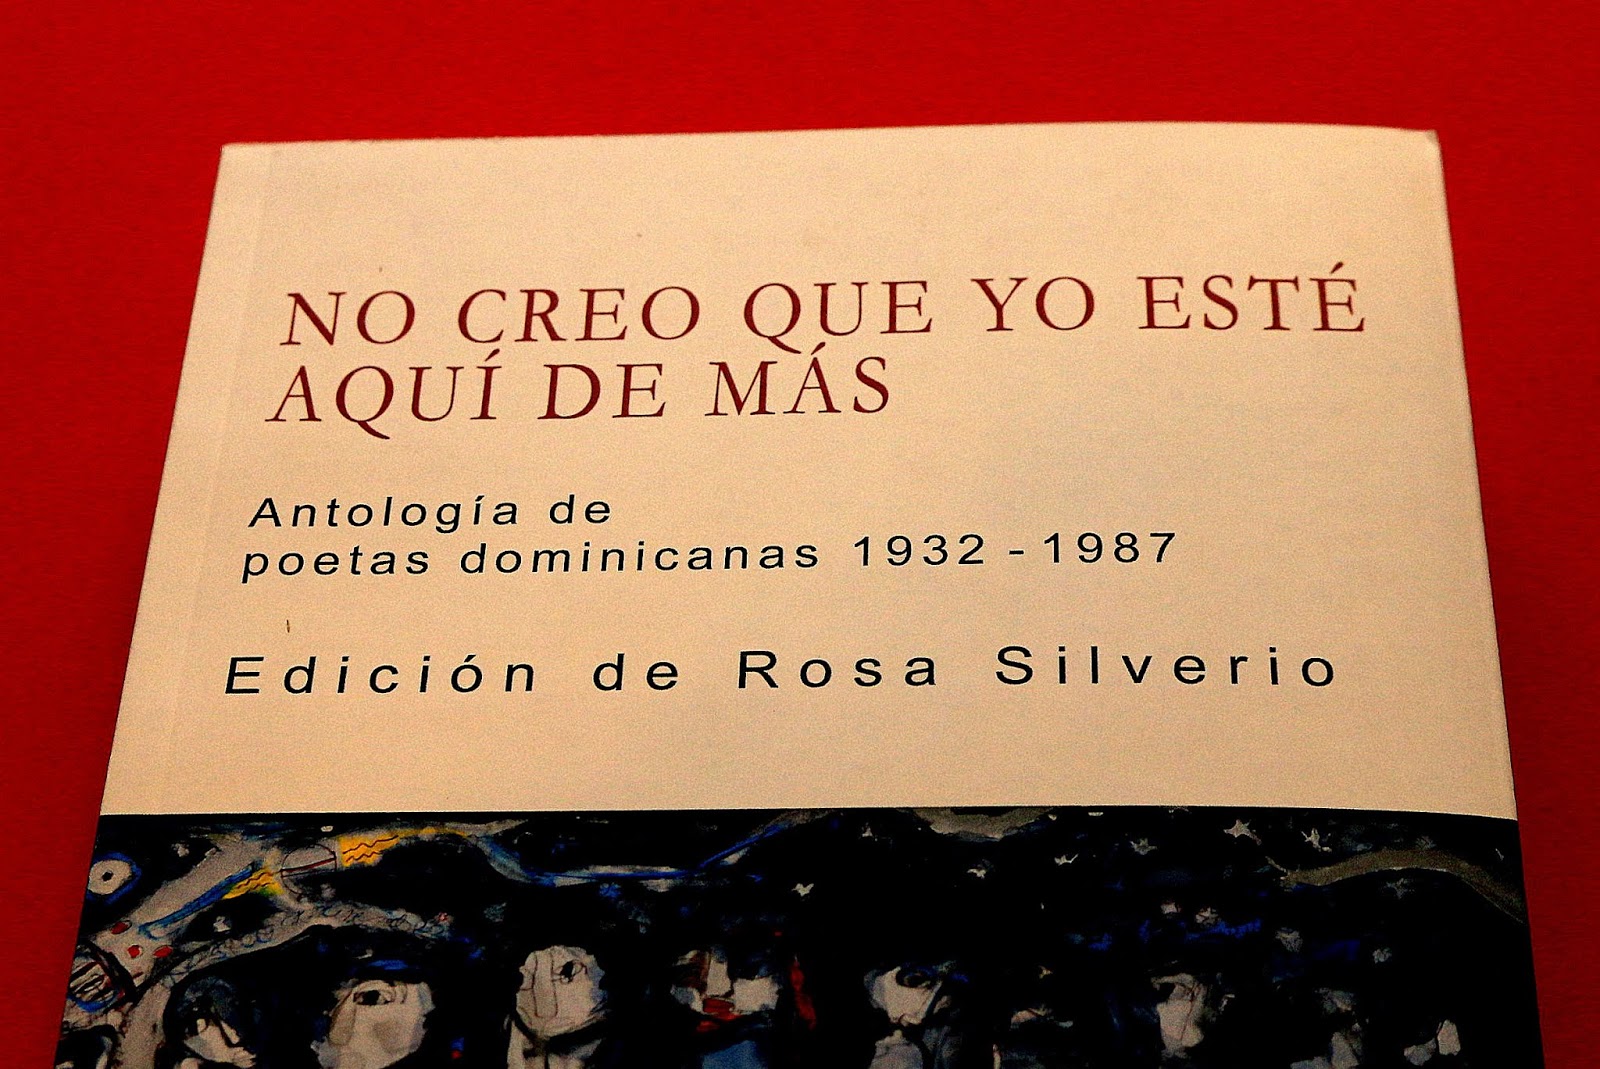 NO CREO QUE YO ESTÉ
AQUÍ DE MÁS
Antología de
poetas dominicanas 1932 - 1987
Edición de Rosa Silverio